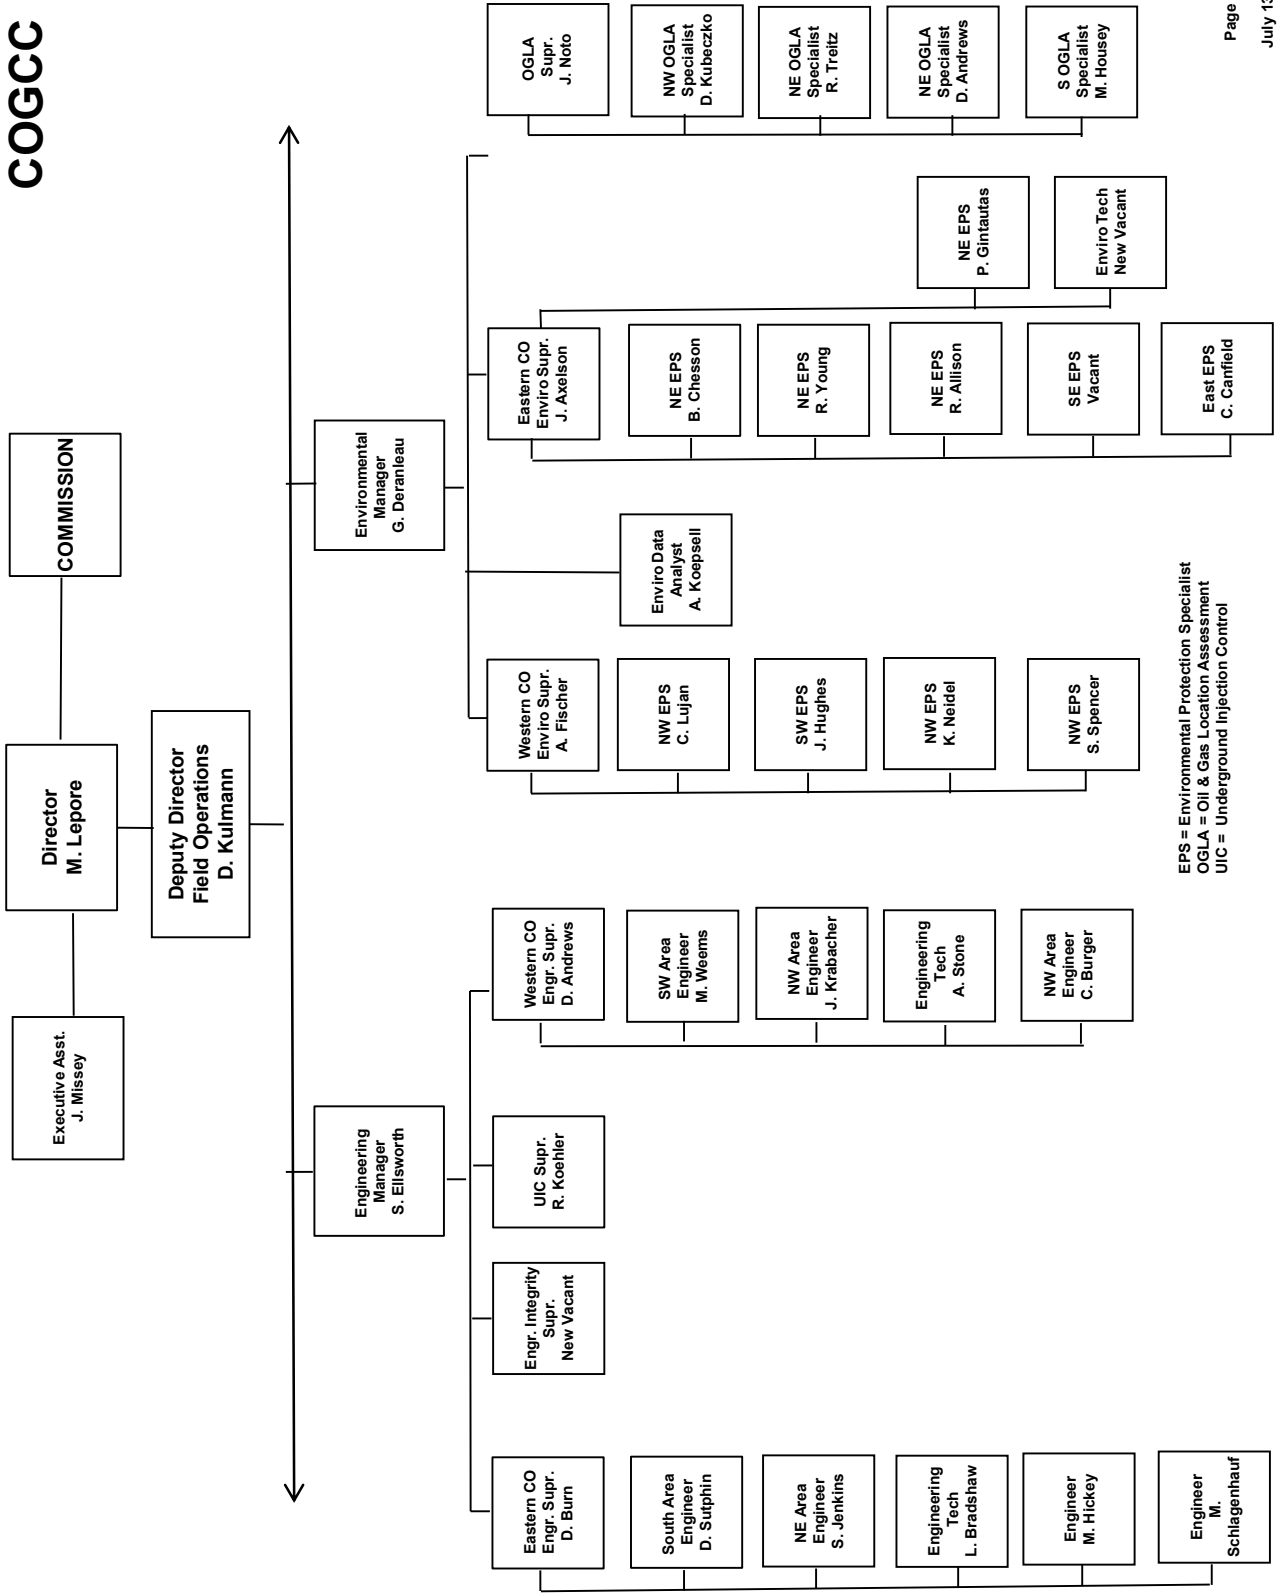 COGCC
COMMISSION
Director
M. Lepore
Executive Asst.
J. Missey
Deputy Director
Field Operations
D. Kulmann
Engineering
Manager
S. Ellsworth
Environmental
Manager
G. Deranleau
Eastern CO
Engr. Supr.
D. Burn
South Area
Engineer
D. Sutphin
NE Area
Engineer
S. Jenkins
Engineering
Tech
L. Bradshaw
Engineer
M. Hickey
Engineer
M.
Schlagenhauf
Engr. Integrity
Supr.
New Vacant
UIC Supr.
R. Koehler
Western CO
Engr. Supr.
D. Andrews
SW Area
Engineer
M. Weems
NW Area
Engineer
J. Krabacher
Engineering
Tech
A. Stone
NW Area
Engineer
C. Burger
Western CO
Enviro Supr.
A. Fischer
NW EPS
C. Lujan
SW EPS
J. Hughes
NW EPS
K. Neidel
NW EPS
S. Spencer
Enviro Data
Analyst
A. Koepsell
Eastern CO
Enviro Supr.
J. Axelson
NE EPS
B. Chesson
NE EPS
R. Young
NE EPS
R. Allison
SE EPS
Vacant
East EPS
C. Canfield
NE EPS
P. Gintautas
Enviro Tech
New Vacant
OGLA
Supr.
J. Noto
NW OGLA
Specialist
D. Kubeczko
NE OGLA
Specialist
R. Treitz
NE OGLA
Specialist
D. Andrews
S OGLA
Specialist
M. Housey
EPS = Environmental Protection Specialist
OGLA = Oil & Gas Location Assessment
UIC = Underground Injection Control
Page
July 13